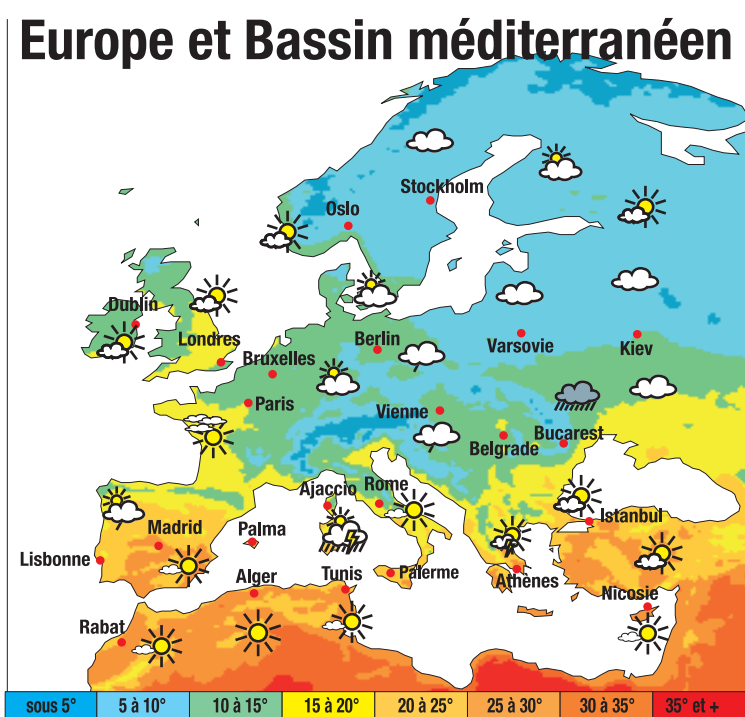 Europe et Bassin méditerranéen
Stockholm
Oslo
Dublin
Londres
Berlin
Varsovie
Kiev
Bruxelles
Paris
Vienne
Bucarest
Belgrade
Ajaccio
Rome
Istanbul
Madrid
Palma
Lisbonne
Alger
Tunis
Palerme
Athènes
Nicosie
Rabat
sous 5° 5 à 10° 10 à 15° 15 à 20° 20 à 25° 25 à 30° 30 à 35° 35° et +